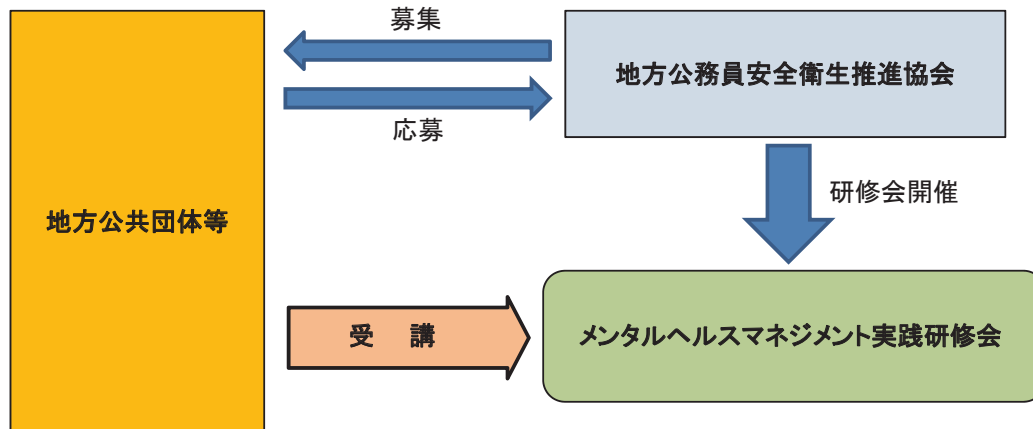 募集
地方公務員安全衛生推進協会
応募
研修会開催
地方公共団体等
受　講
メンタルヘルスマネジメント実践研修会